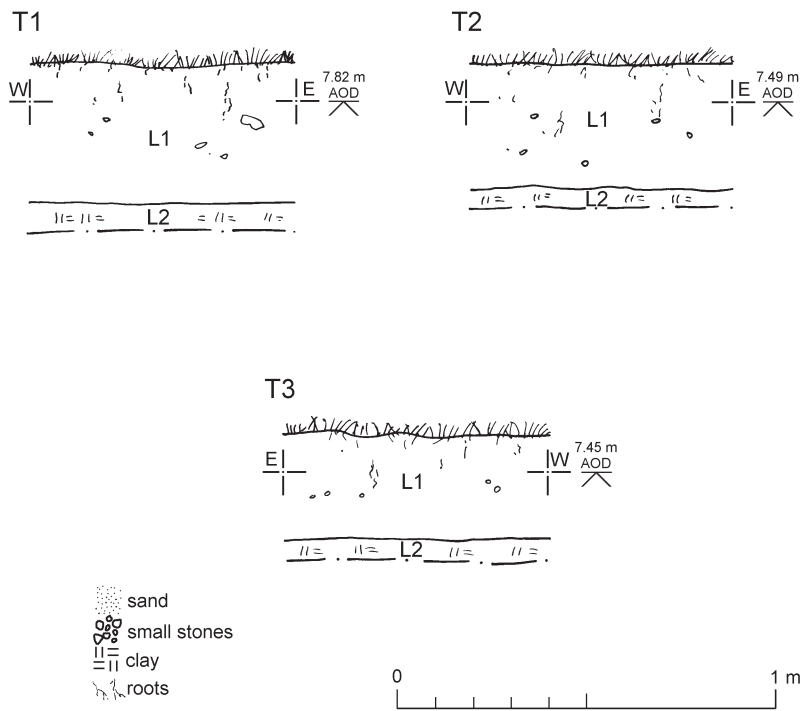 T1
W
E
7.82 m
AOD
L1
L2
T2
W
E
7.49 m
AOD
L1
L2
T3
E
W
7.45 m
AOD
L1
L2
sand
small stones
clay
roots
0
1 m